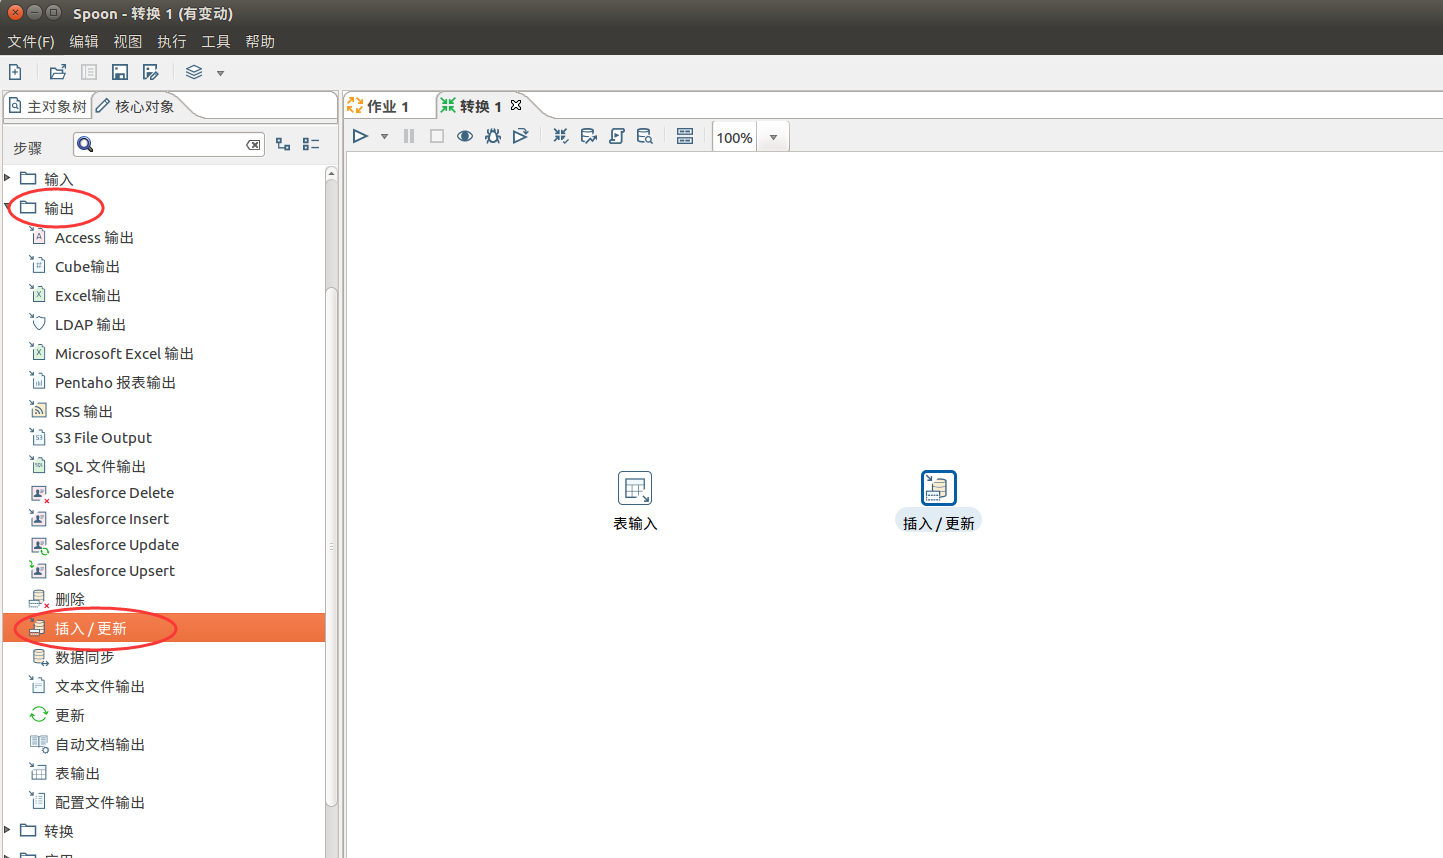 Spoon - 转换 1 (有变动)
文件(F) 编辑 视图 执行 工具 帮助
主对象树 核心对象
作业 1 转换 1
步骤
100%
输入
输出
Access 输出
Cube输出
Excel输出
LDAP 输出
Microsoft Excel 输出
Pentaho 报表输出
RSS 输出
S3 File Output
SQL 文件输出
Salesforce Delete
Salesforce Insert
Salesforce Update
Salesforce Upsert
删除
插入 / 更新
数据同步
文本文件输出
更新
自动文档输出
表输出
配置文件输出
转换
表输入
插入 / 更新